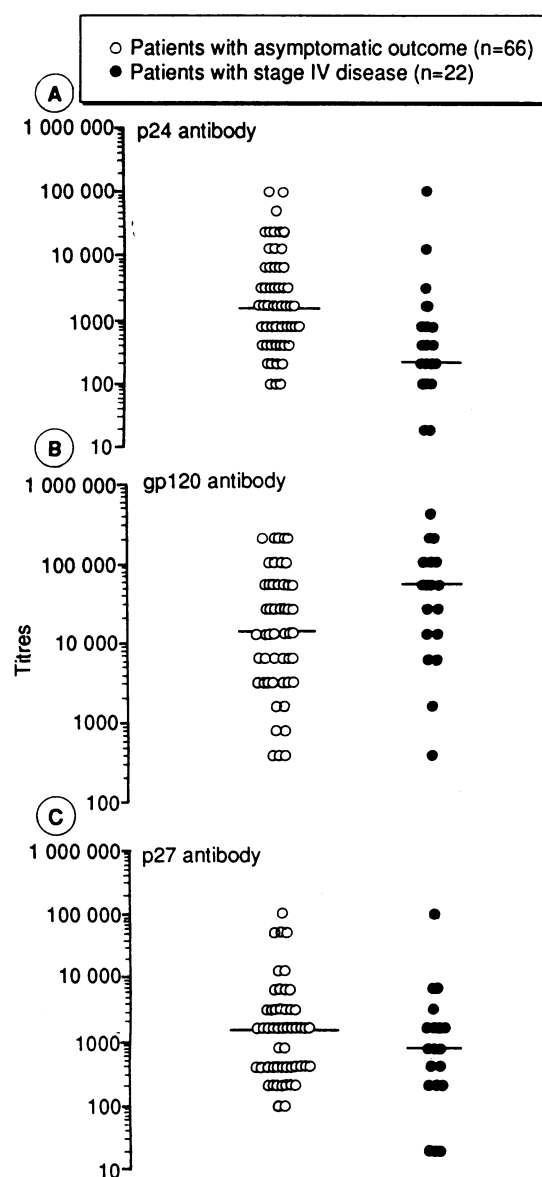 ○ Patients with asymptomatic outcome (n=66)
● Patients with stage IV disease (n=22)
A
p24 antibody
1 000 000
100 000
10 000
1000
100
10
B
gp120 antibody
1 000 000
100 000
10 000
1000
100
Titres
C
p27 antibody
1 000 000
100 000
10 000
1000
100
10